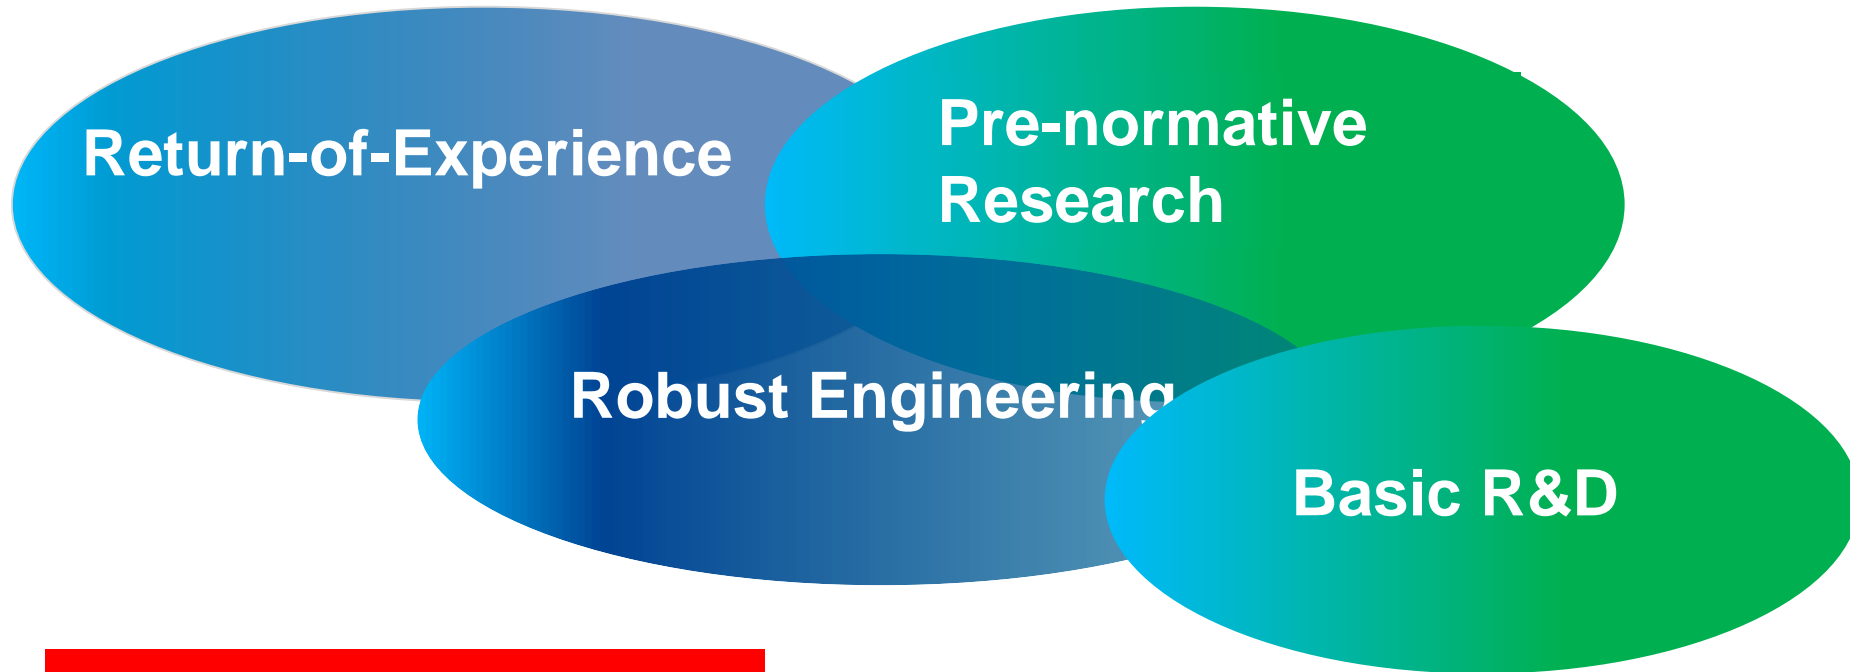 Return-of-Experience
Pre-normative
Research
Robust Engineering
Basic R&D